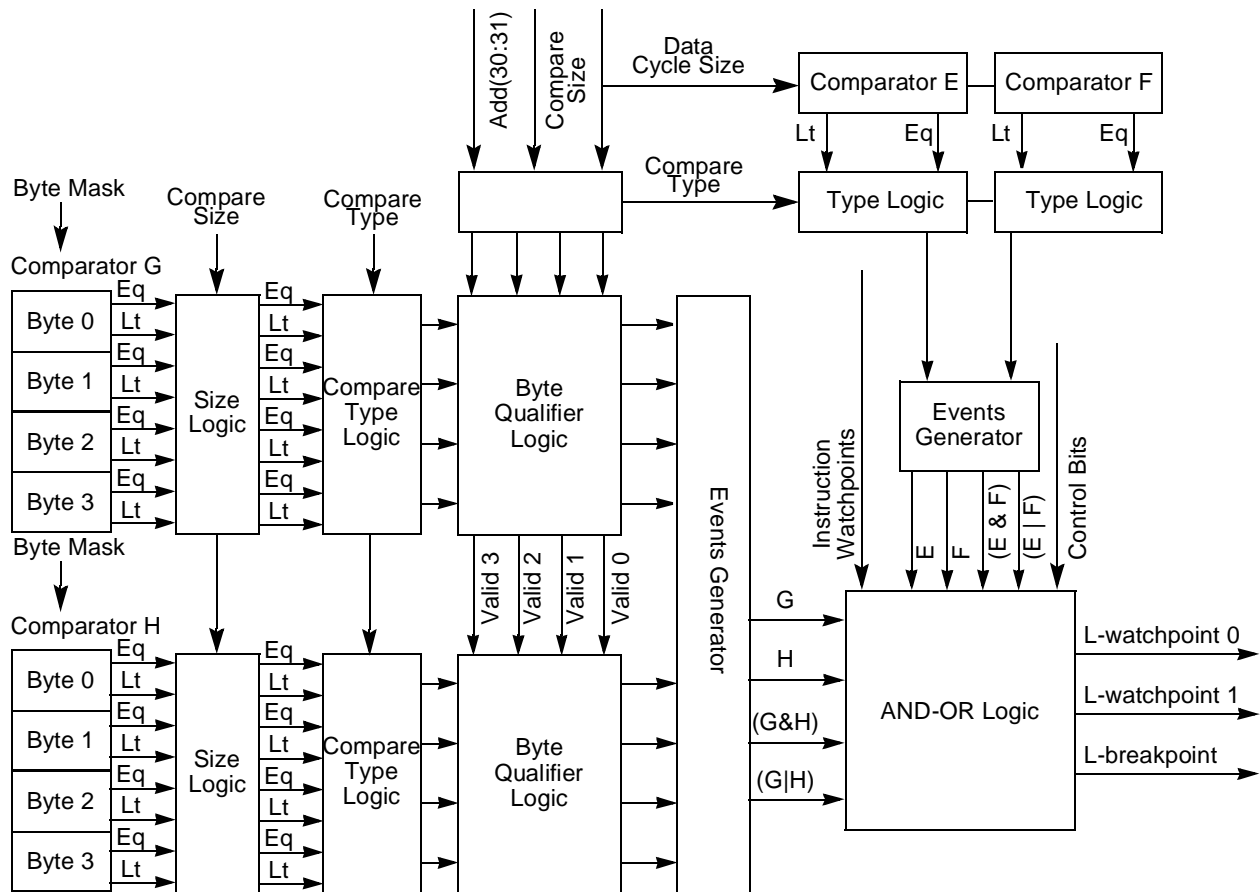 Add(30:31)
Compare
Size
Data
Cycle Size
Comparator E
Comparator F
Lt
Eq
Lt
Eq
Compare
Type
Type Logic
Type Logic
Byte Mask
Compare
Size
Compare
Type
Comparator G
Byte 0
Byte 1
Byte 2
Byte 3
Eq
Lt
Eq
Lt
Eq
Lt
Eq
Lt
Size
Logic
Eq
Lt
Eq
Lt
Eq
Lt
Eq
Lt
Compare
Type
Logic
Byte
Qualifier
Logic
Events Generator
Instruction
Watchpoints
Events
Generator
Control Bits
E
F
(E & F)
(E | F)
Byte Mask
Valid 3
Valid 2
Valid 1
Valid 0
Comparator H
Byte 0
Byte 1
Byte 2
Byte 3
Eq
Lt
Eq
Lt
Eq
Lt
Eq
Lt
Size
Logic
Eq
Lt
Eq
Lt
Eq
Lt
Eq
Lt
Compare
Type
Logic
Byte
Qualifier
Logic
G
H
(G&H)
(G|H)
AND-OR Logic
L-watchpoint 0
L-watchpoint 1
L-breakpoint